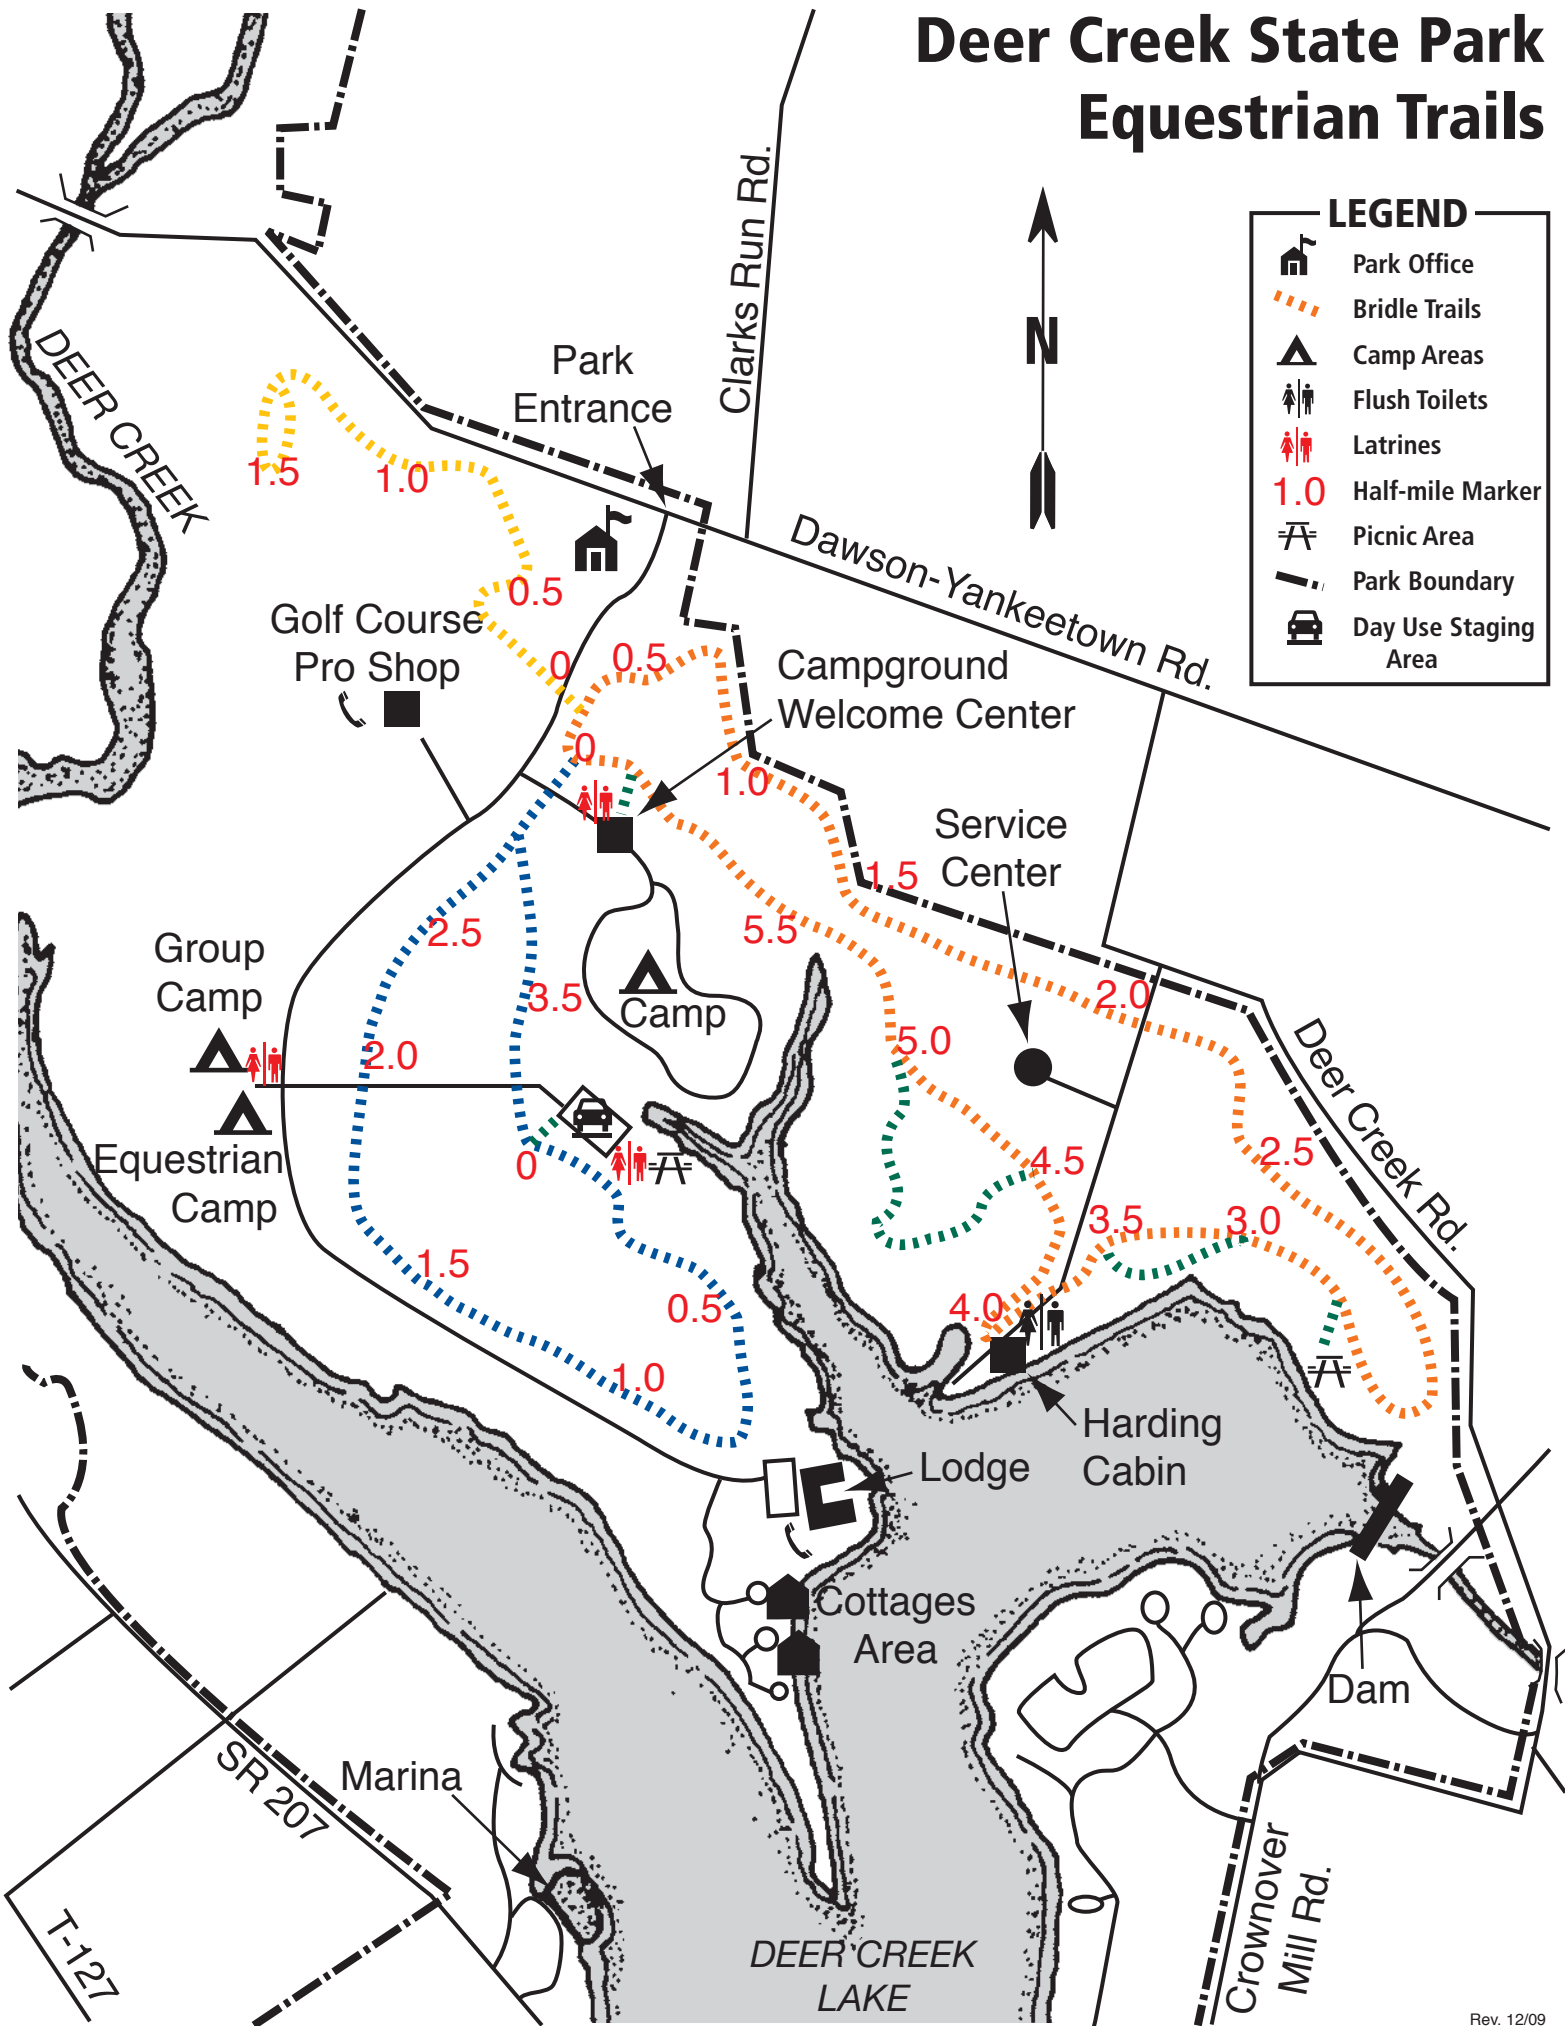 Deer Creek State Park
Equestrian Trails
LEGEND
Park Office
Bridle Trails
Camp Areas
Flush Toilets
Latrines
1.0 Half-mile Marker
Picnic Area
Park Boundary
Day Use Staging
Area
N
Clarks Run Rd.
Park
Entrance
DEER CREEK
1.5
1.0
0.5
0
Dawson-Yankeetown Rd.
Golf Course
Pro Shop
0.5
Campground
Welcome Center
0
1.0
Service
Center
1.5
2.5
5.5
Group
Camp
3.5
Camp
2.0
5.0
2.0
Deer Creek Rd.
Equestrian
Camp
0
4.5
2.5
3.5
3.0
1.5
0.5
4.0
1.0
Harding
Cabin
Lodge
Cottages
Area
Dam
SR 207
Marina
T-127
DEER CREEK
LAKE
Crownover
Mill Rd.
Rev. 12/09